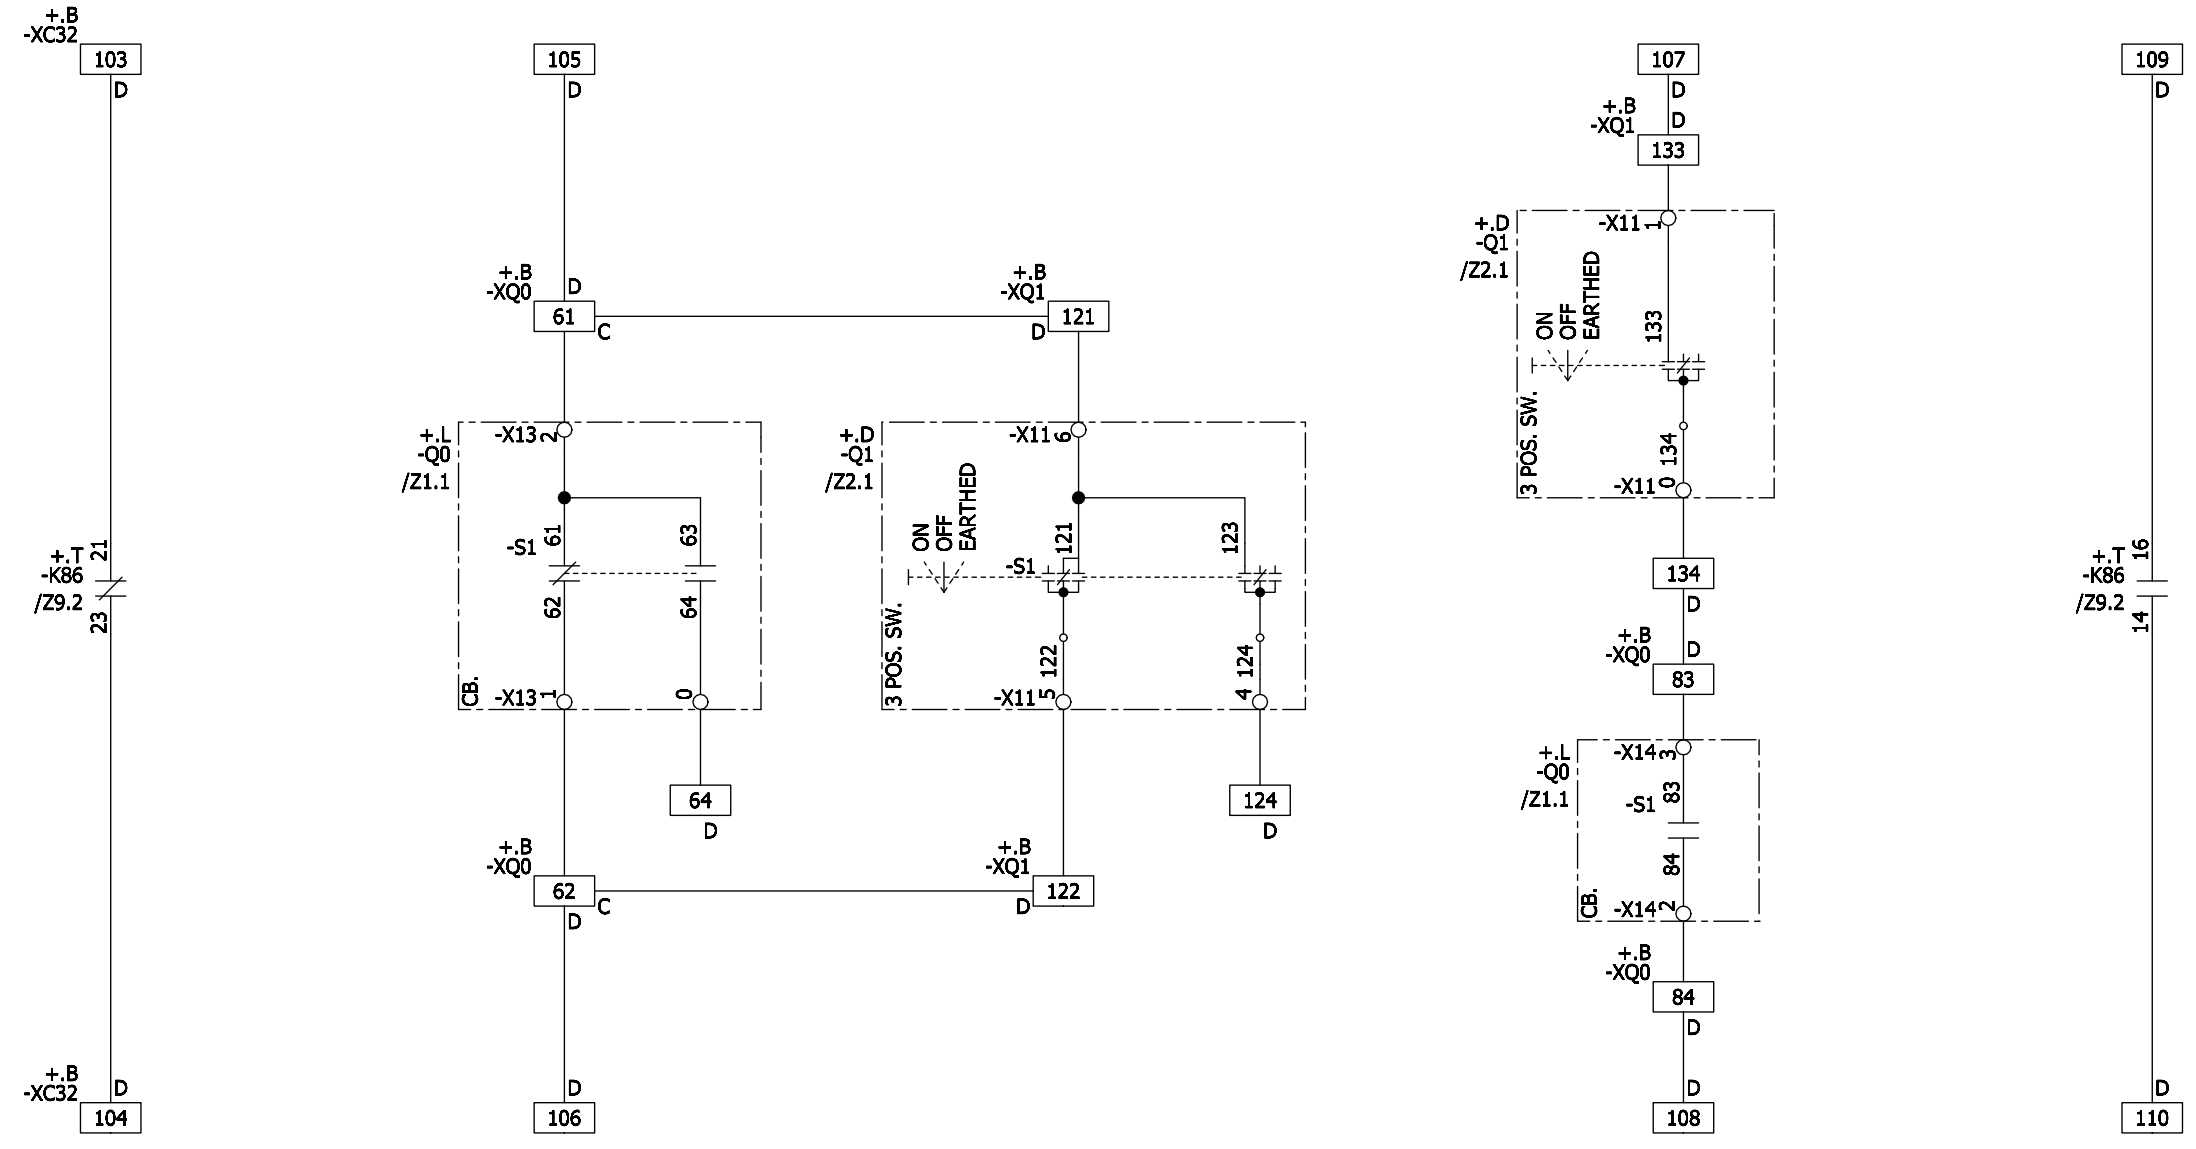 +.B
-XC32
103
D
+.T
-K86
/Z9.2
21
23
+.B
-XC32
D
104
105
D
+.B
-XQ0
D
61
C
+.B
-XQ1
121
D
+.L
-Q0
/Z1.1
-X13
2
-S1
61
62
63
64
CB.
-X13
1
0
64
D
+.B
-XQ0
62
C
D
D
106
+.D
-Q1
/Z2.1
-X11
6
ON
OFF
EARTHED
-S1
121
123
3 POS. SW.
122
124
-X11
5
4
124
D
+.B
-XQ1
122
D
107
D
+.B
-XQ1
D
133
+.D
-Q1
/Z2.1
-X11
1
ON
OFF
EARTHED
133
3 POS. SW.
134
-X11
0
134
D
+.B
-XQ0
D
83
+.L
-Q0
/Z1.1
-X14
3
83
-S1
84
CB.
-X14
2
+.B
-XQ0
84
D
D
108
109
D
+.T
-K86
/Z9.2
16
14
D
110